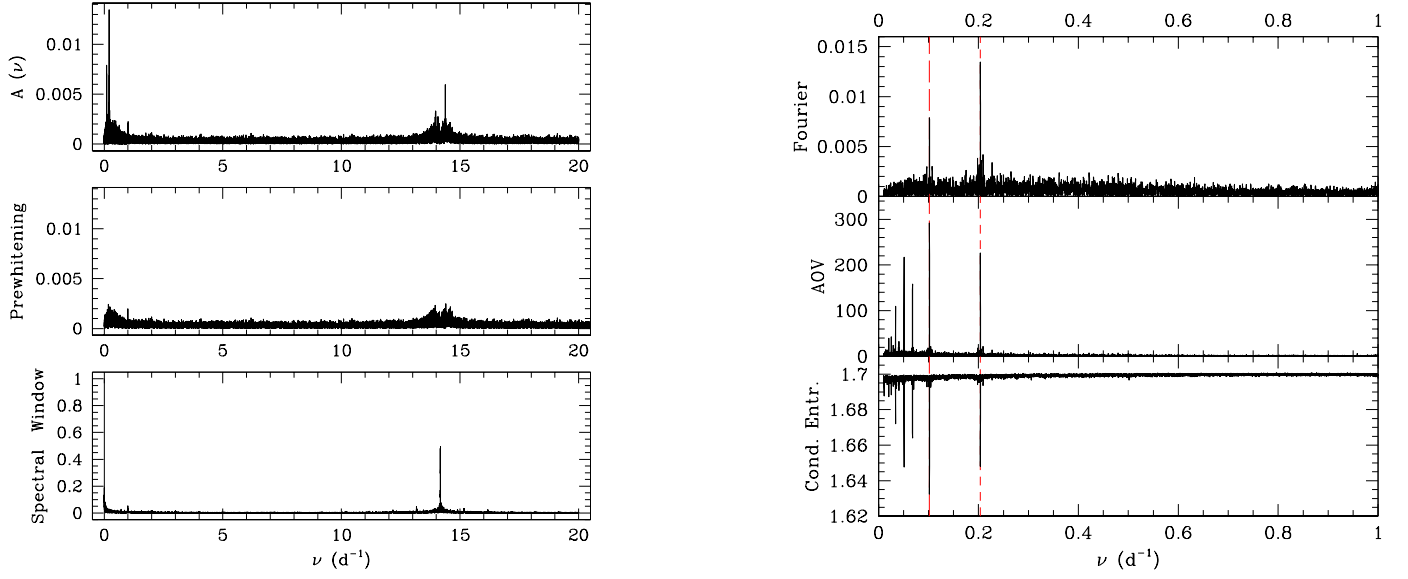 A (ν)
0.01
0.005
0
0 5 10 15 20
Prewhitening
0.01
0.005
0
0 5 10 15 20
Spectral Window
1
0.8
0.6
0.4
0.2
0
0 5 10 15 20
ν (d⁻¹)
0 0.2 0.4 0.6 0.8 1
Fourier
0.015
0.01
0.005
0
AOV
300
200
100
0
Cond. Entr.
1.7
1.68
1.66
1.64
1.62
0 0.2 0.4 0.6 0.8 1
ν (d⁻¹)